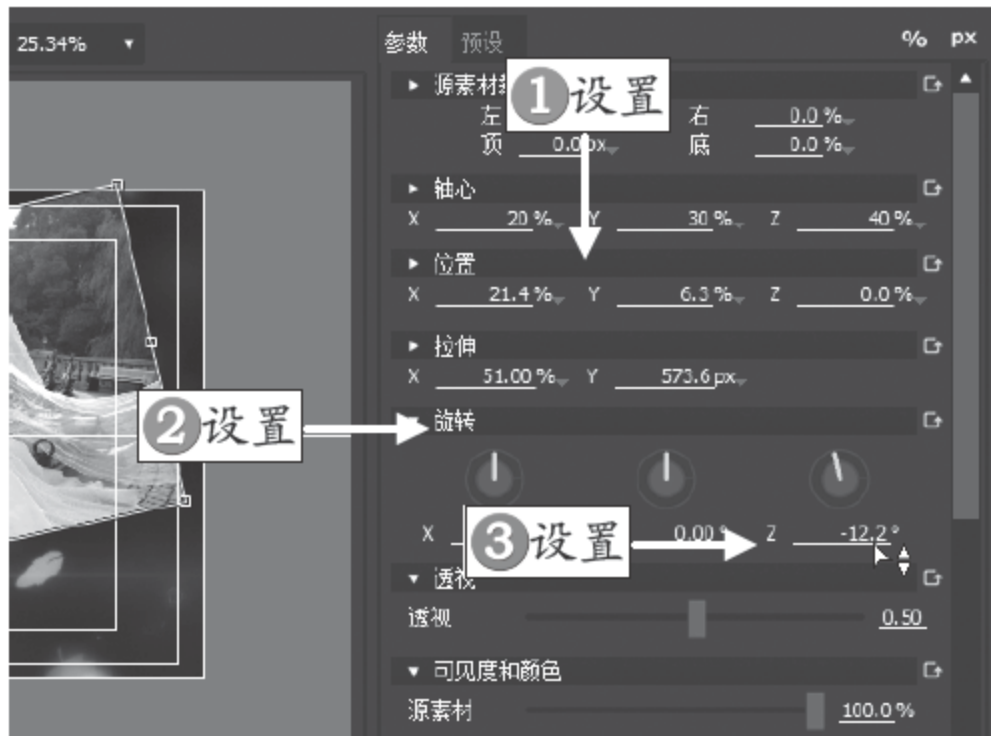 25.34%
参数 预设
% px
源素材
①设置
左 右 0.0 %
顶 0.0 px 底 0.0 %
轴心
X 20 % Y 30 % Z 40 %
位置
X 21.4 % Y 6.3 % Z 0.0 %
拉伸
X 51.00 % Y 573.6 px
②设置
旋转
X 0.00 ° Z -12.2 °
③设置
透视
透视 0.50
可见度和颜色
源素材 100.0 %